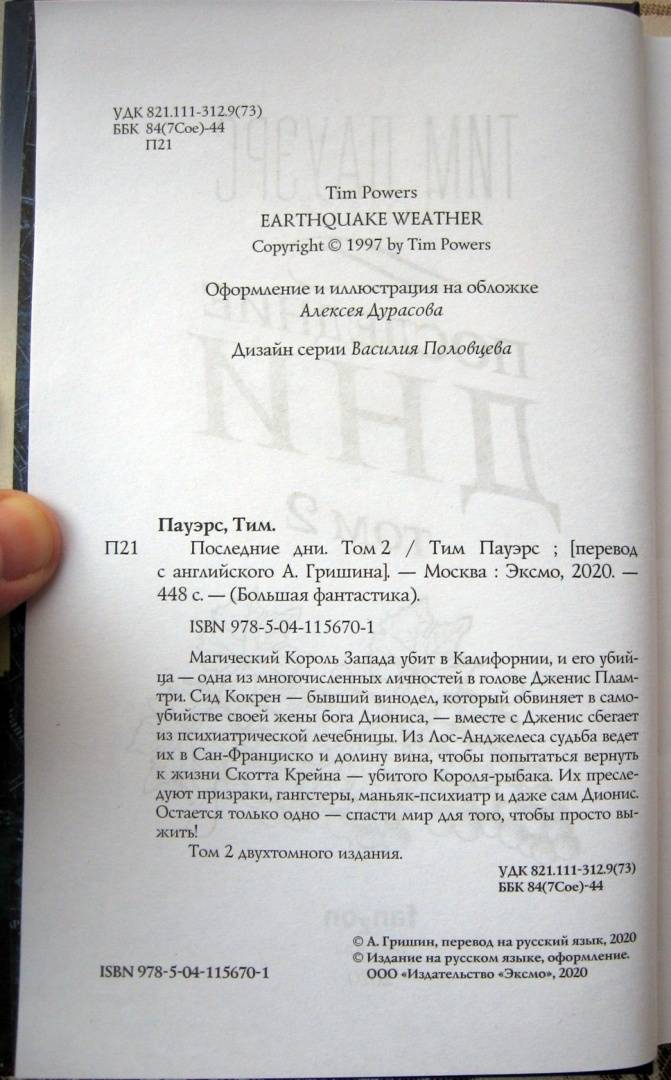 УДК 821.111-312.9(73)
ББК 84(7Сое)-44
П21
Tim Powers
EARTHQUAKE WEATHER
Copyright © 1997 by Tim Powers
Оформление и иллюстрация на обложке
Алексея Дурасова
Дизайн серии Василия Половцева
Пауэрс, Тим.
П21 Последние дни. Том 2 / Тим Пауэрс ; [перевод
с английского А. Гришина]. — Москва : Эксмо, 2020. —
448 с. — (Большая фантастика).
ISBN 978-5-04-115670-1
Магический Король Запада убит в Калифорнии, и его убий-
ца — одна из многочисленных личностей в голове Дженис Плам-
три. Сид Кокрен — бывший винодел, который обвиняет в само-
убийстве своей жены бога Диониса, — вместе с Дженис сбегает
из психиатрической лечебницы. Из Лос-Анджелеса судьба ведет
их в Сан-Франциско и долину вина, чтобы попытаться вернуть
к жизни Скотта Крейна — убитого Короля-рыбака. Их пресле-
дуют призраки, гангстеры, маньяк-психиатр и даже сам Дионис.
Остается только одно — спасти мир для того, чтобы просто вы-
жить!
Том 2 двухтомного издания.
УДК 821.111-312.9(73)
ББК 84(7Сое)-44
© А. Гришин, перевод на русский язык, 2020
© Издание на русском языке, оформление.
ISBN 978-5-04-115670-1 ООО «Издательство «Эксмо», 2020
ТИМ ПАУЭРС
ПОСЛЕДНИЕ
ДНИ
ТОМ 2
fanzon